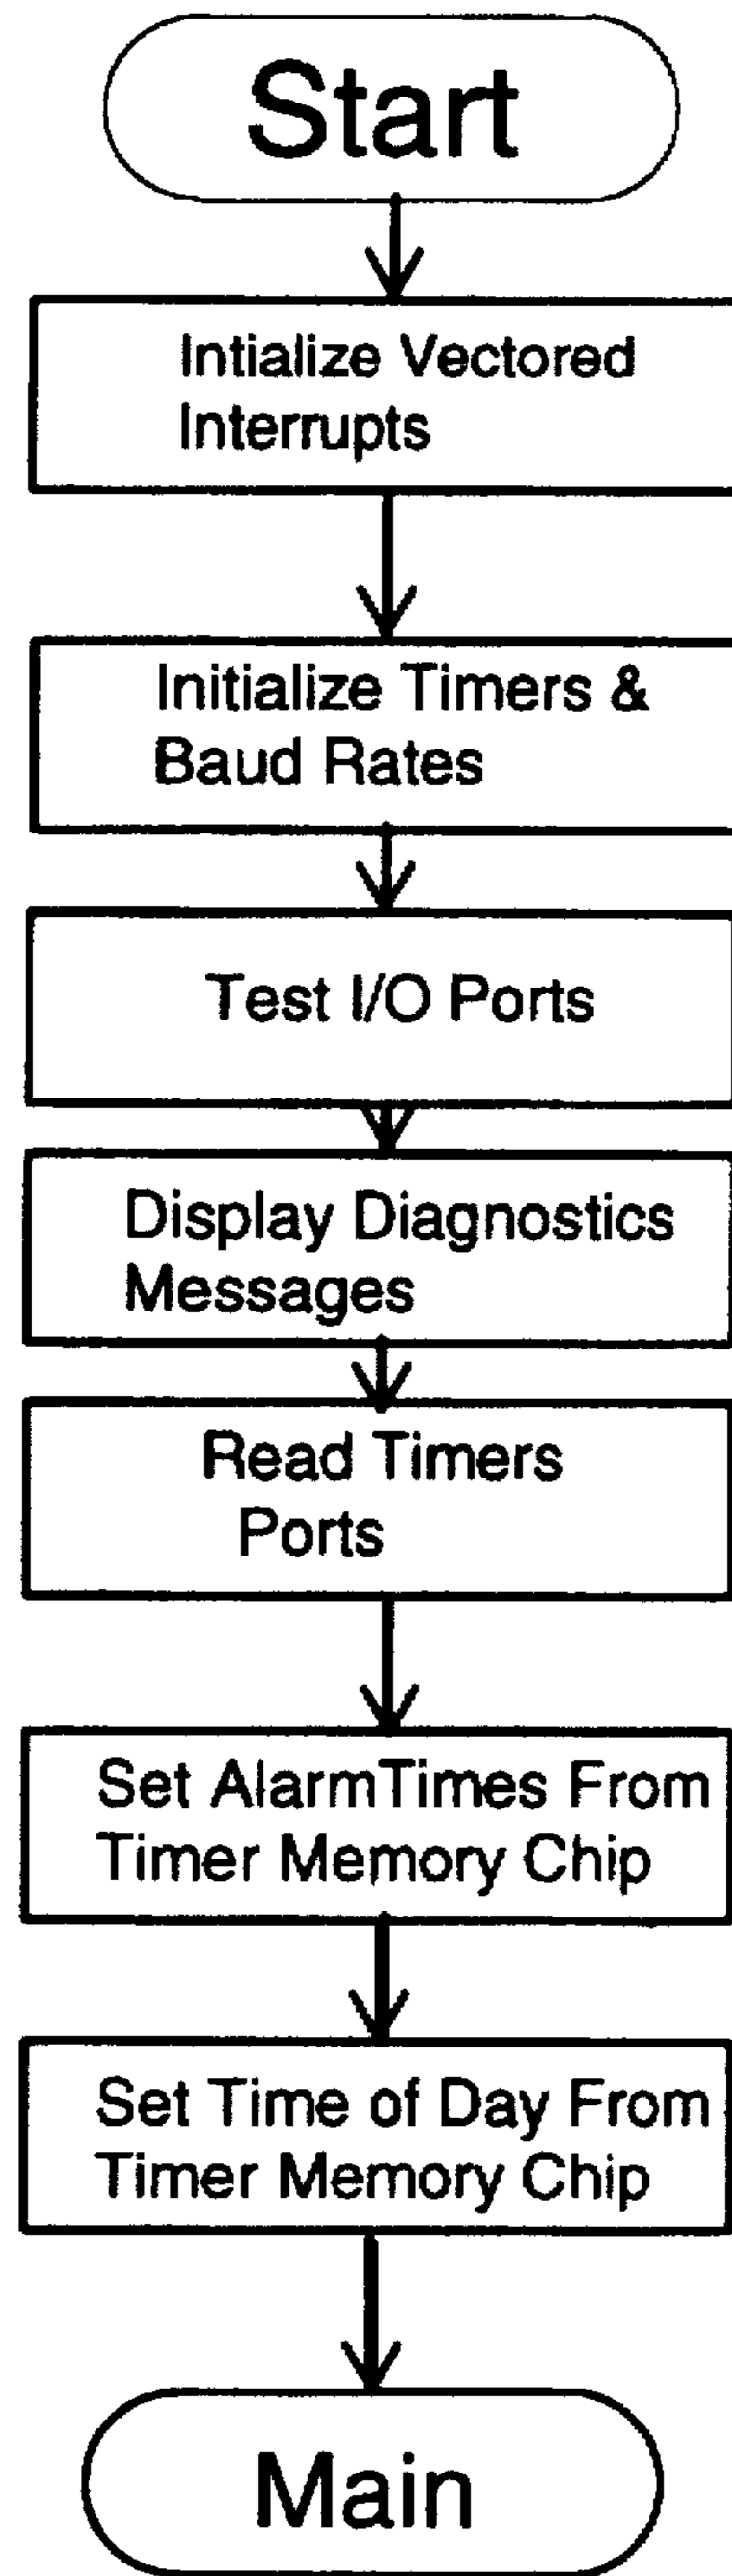 Start
Intialize Vectored
Interrupts
Initialize Timers &
Baud Rates
Test I/O Ports
Display Diagnostics
Messages
Read Timers
Ports
Set AlarmTimes From
Timer Memory Chip
Set Time of Day From
Timer Memory Chip
Main